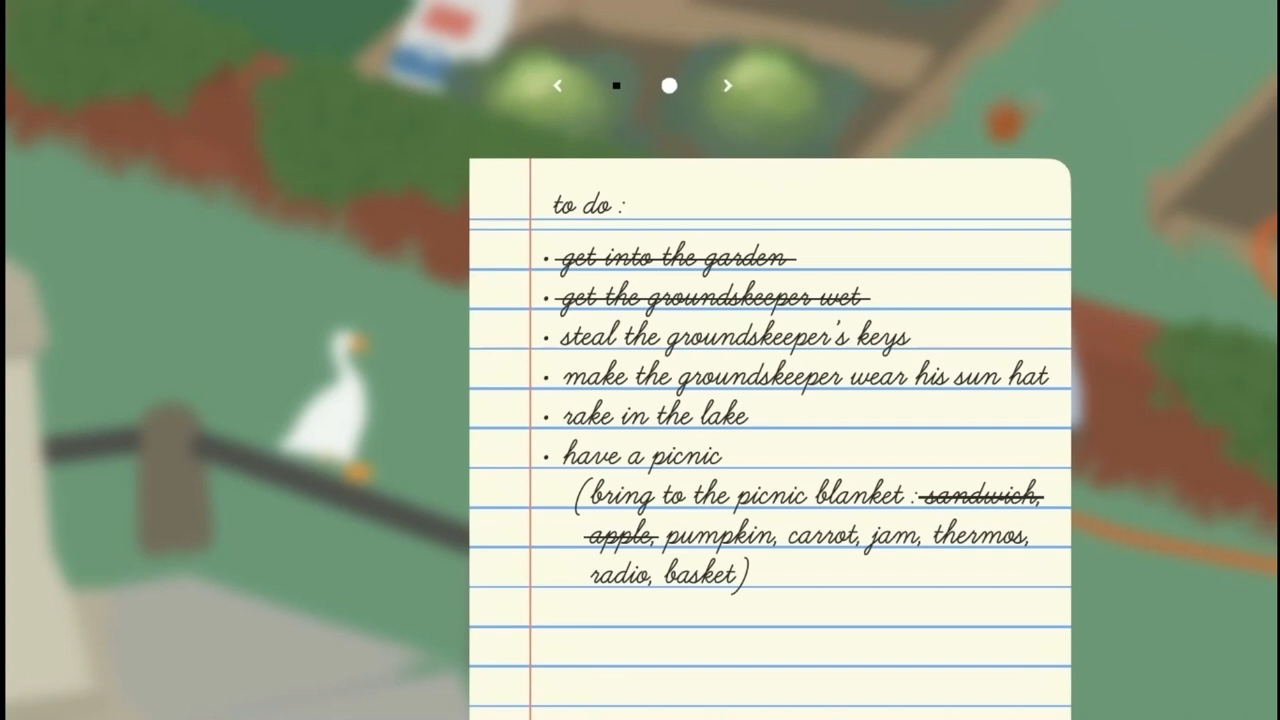 to do :
• get into the garden
• get the groundskeeper wet
• steal the groundskeeper's keys
• make the groundskeeper wear his sun hat
• rake in the lake
• have a picnic
(bring to the picnic blanket : sandwich,
apple, pumpkin, carrot, jam, thermos,
radio, basket)